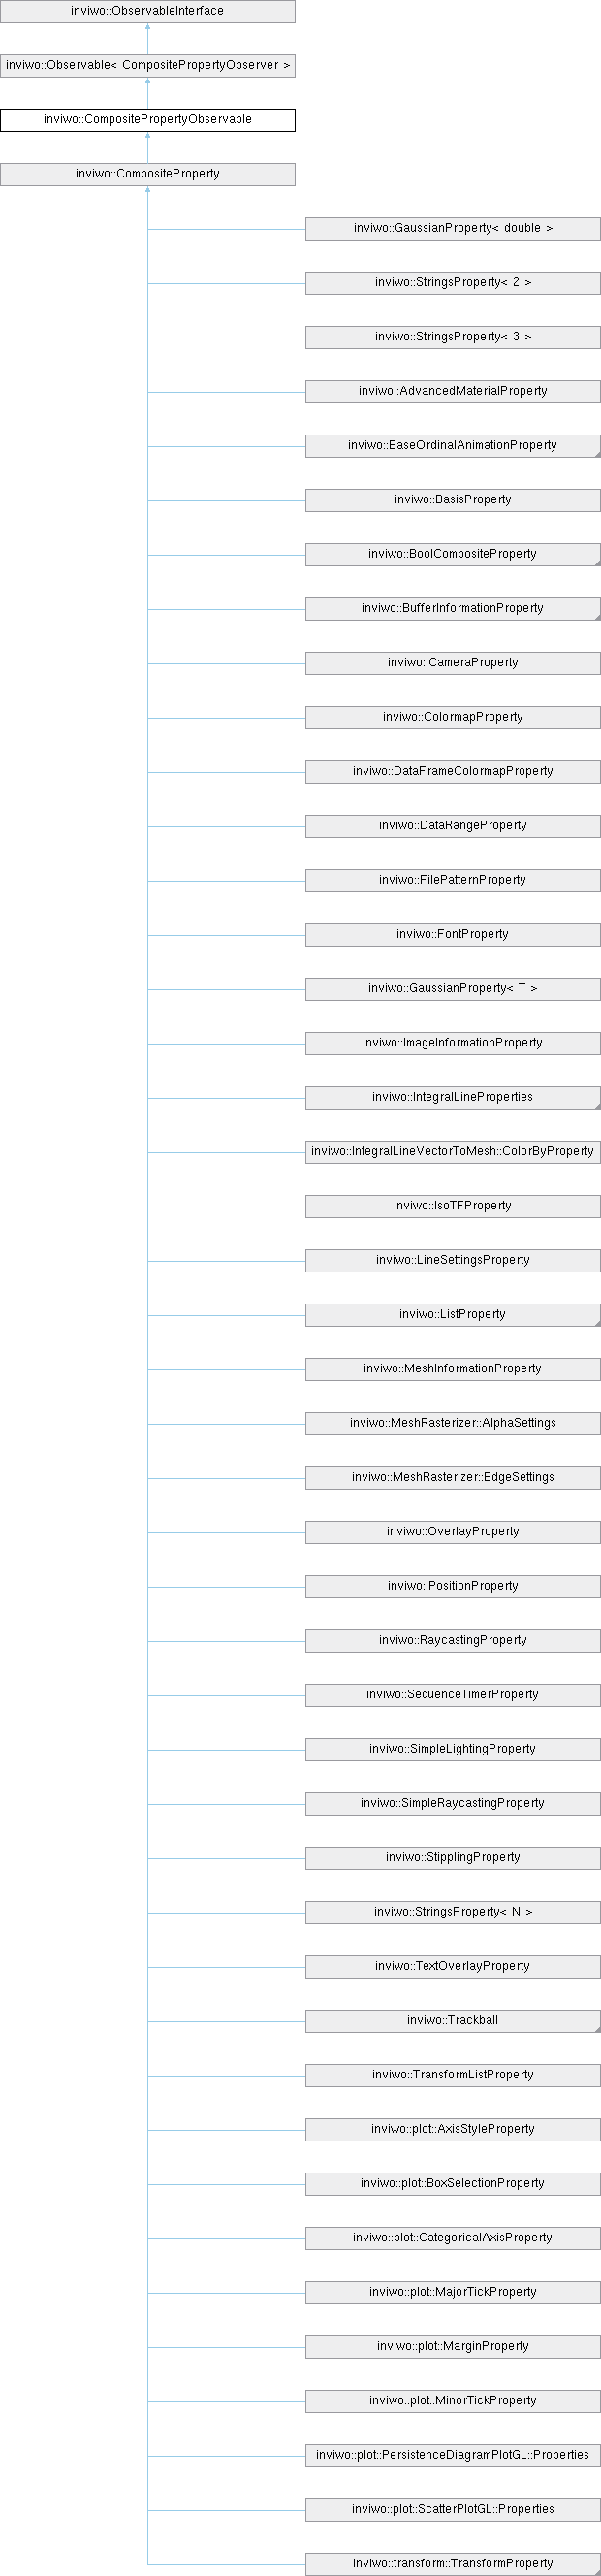 inviwo::ObservableInterface
inviwo::Observable< CompositePropertyObserver >
inviwo::CompositePropertyObservable
inviwo::CompositeProperty
inviwo::GaussianProperty< double >
inviwo::StringsProperty< 2 >
inviwo::StringsProperty< 3 >
inviwo::AdvancedMaterialProperty
inviwo::BaseOrdinalAnimationProperty
inviwo::BasisProperty
inviwo::BoolCompositeProperty
inviwo::BufferInformationProperty
inviwo::CameraProperty
inviwo::ColormapProperty
inviwo::DataFrameColormapProperty
inviwo::DataRangeProperty
inviwo::FilePatternProperty
inviwo::FontProperty
inviwo::GaussianProperty< T >
inviwo::ImageInformationProperty
inviwo::IntegralLineProperties
inviwo::IntegralLineVectorToMesh::ColorByProperty
inviwo::IsoTFProperty
inviwo::LineSettingsProperty
inviwo::ListProperty
inviwo::MeshInformationProperty
inviwo::MeshRasterizer::AlphaSettings
inviwo::MeshRasterizer::EdgeSettings
inviwo::OverlayProperty
inviwo::PositionProperty
inviwo::RaycastingProperty
inviwo::SequenceTimerProperty
inviwo::SimpleLightingProperty
inviwo::SimpleRaycastingProperty
inviwo::StipplingProperty
inviwo::StringsProperty< N >
inviwo::TextOverlayProperty
inviwo::Trackball
inviwo::TransformListProperty
inviwo::plot::AxisStyleProperty
inviwo::plot::BoxSelectionProperty
inviwo::plot::CategoricalAxisProperty
inviwo::plot::MajorTickProperty
inviwo::plot::MarginProperty
inviwo::plot::MinorTickProperty
inviwo::plot::PersistenceDiagramPlotGL::Properties
inviwo::plot::ScatterPlotGL::Properties
inviwo::transform::TransformProperty